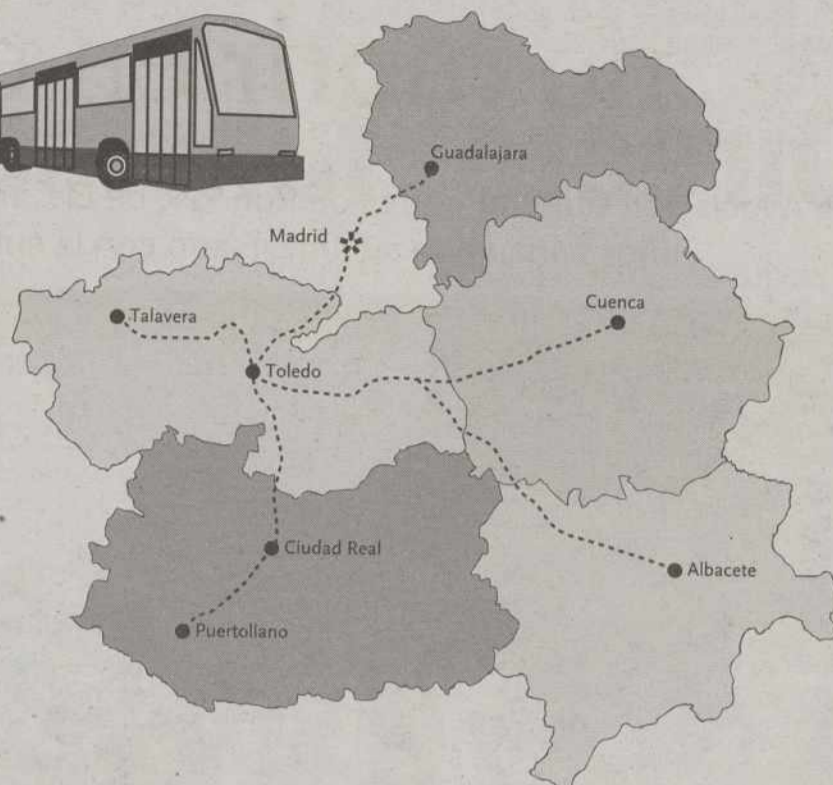 Guadalajara
Madrid
Cuenca
Talavera
Toledo
Ciudad Real
Albacete
Puertollano